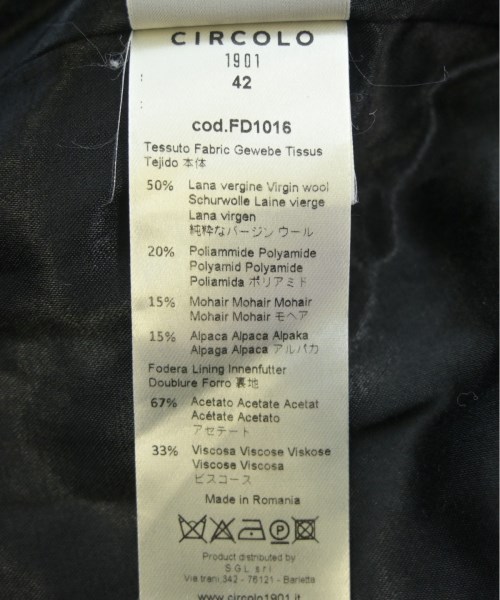 CIRCOLO
1901
42
cod.FD1016
Tessuto Fabric Gewebe Tissus
Tejido 本体
50% Lana vergine Virgin wool
Schurwolle Laine vierge
Lana virgen
純粋なバージン ウール
20% Poliammide Polyamide
Polyamid Polyamide
Poliamida ポリアミド
15% Mohair Mohair Mohair
Mohair Mohair モヘア
15% Alpaca Alpaca Alpaka
Alpaga Alpaca アルパカ
Fodera Lining Innenfutter
Doublure Forro 裏地
67% Acetato Acetate Acetat
Acétate Acetato
アセテート
33% Viscosa Viscose Viskose
Viscose Viscosa
ビスコース
Made in Romania
Product distributed by
S.G.L s r l
Via trani,342 - 76121 - Barletta
www.circolo1901.it